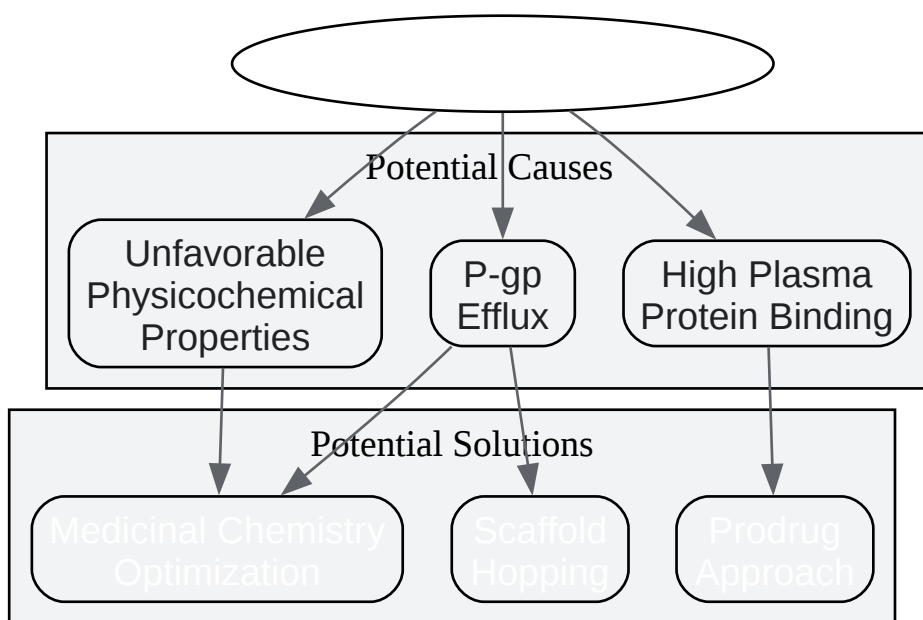 Potential Causes
Unfavorable
Physicochemical
Properties
P-gp
Efflux
High Plasma
Protein Binding
Potential Solutions
Medicinal Chemistry
Optimization
Scaffold
Hopping
Prodrug
Approach